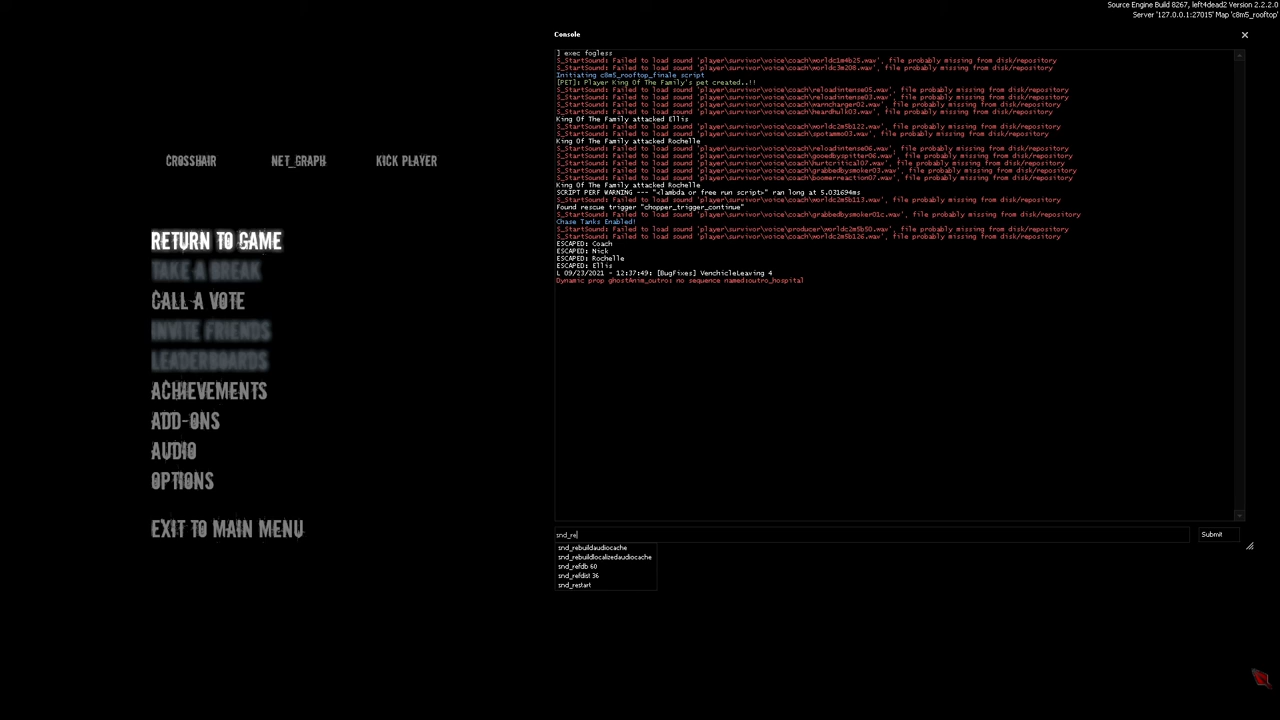 Source Engine Build 8267, left4dead2 Version 2.2.2.0
Server '127.0.0.1:27015' Map 'c8m5_rooftop'
Console
] exec fogless
S_StartSound: Failed to load sound 'player\survivor\voice\coach\worldc1m4b25.wav', file probably missing from disk/repository
S_StartSound: Failed to load sound 'player\survivor\voice\coach\worldc3m208.wav', file probably missing from disk/repository
Initiating c8m5_rooftop_finale script
[PET]: Player King Of The Family's pet created..!!
S_StartSound: Failed to load sound 'player\survivor\voice\coach\reloadintense05.wav', file probably missing from disk/repository
S_StartSound: Failed to load sound 'player\survivor\voice\coach\reloadintense03.wav', file probably missing from disk/repository
S_StartSound: Failed to load sound 'player\survivor\voice\coach\warncharger02.wav', file probably missing from disk/repository
S_StartSound: Failed to load sound 'player\survivor\voice\coach\heardhulk03.wav', file probably missing from disk/repository
King Of The Family attacked Ellis
S_StartSound: Failed to load sound 'player\survivor\voice\coach\worldc2m5b122.wav', file probably missing from disk/repository
S_StartSound: Failed to load sound 'player\survivor\voice\coach\spotammo03.wav', file probably missing from disk/repository
King Of The Family attacked Rochelle
S_StartSound: Failed to load sound 'player\survivor\voice\coach\reloadintense06.wav', file probably missing from disk/repository
S_StartSound: Failed to load sound 'player\survivor\voice\coach\gooedbyspitter06.wav', file probably missing from disk/repository
S_StartSound: Failed to load sound 'player\survivor\voice\coach\hurtcritical07.wav', file probably missing from disk/repository
S_StartSound: Failed to load sound 'player\survivor\voice\coach\grabbedbysmoker03.wav', file probably missing from disk/repository
S_StartSound: Failed to load sound 'player\survivor\voice\coach\boomerreaction07.wav', file probably missing from disk/repository
King Of The Family attacked Rochelle
SCRIPT PERF WARNING --- "<lambda or free run script>" ran long at 5.031694ms
S_StartSound: Failed to load sound 'player\survivor\voice\coach\worldc2m5b113.wav', file probably missing from disk/repository
Found rescue trigger "chopper_trigger_continue"
S_StartSound: Failed to load sound 'player\survivor\voice\coach\grabbedbysmoker01c.wav', file probably missing from disk/repository
Chase Tanks Enabled!
S_StartSound: Failed to load sound 'player\survivor\voice\producer\worldc2m5b50.wav', file probably missing from disk/repository
S_StartSound: Failed to load sound 'player\survivor\voice\coach\worldc2m5b126.wav', file probably missing from disk/repository
ESCAPED: Coach
ESCAPED: Nick
ESCAPED: Rochelle
ESCAPED: Ellis
L 09/23/2021 - 12:37:49: [BugFixes] VenchicleLeaving 4
Dynamic prop ghostAnim_outro: no sequence named:outro_hospital
snd_re
Submit
snd_rebuildaudiocache
snd_rebuildlocalizedaudiocache
snd_refdb 60
snd_refdist 36
snd_restart
CROSSHAIR NET_GRAPH KICK PLAYER
RETURN TO GAME
TAKE A BREAK
CALL A VOTE
INVITE FRIENDS
LEADERBOARDS
ACHIEVEMENTS
ADD-ONS
AUDIO
OPTIONS
EXIT TO MAIN MENU